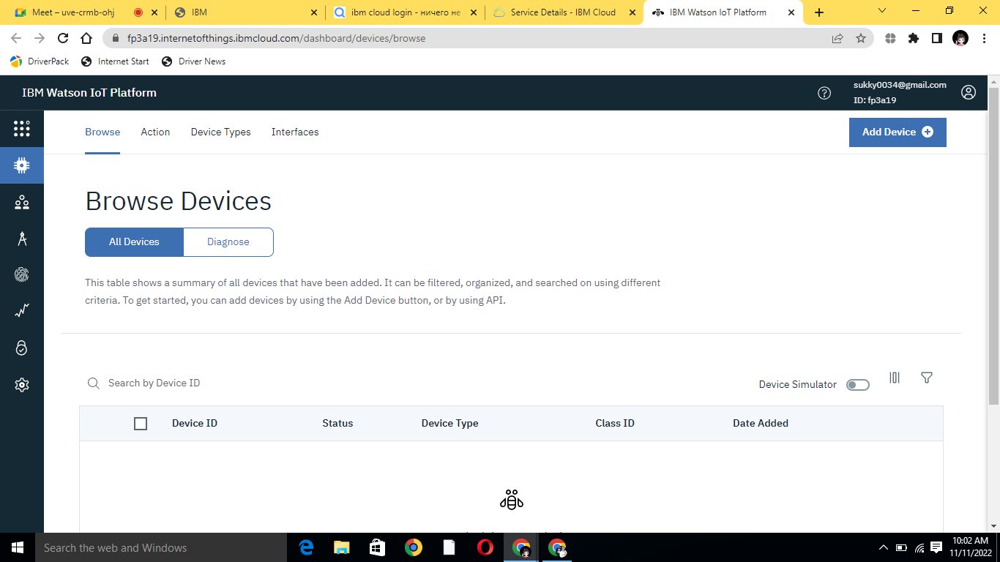 Meet – uve-crmb-ohj
IBM
ibm cloud login - ничего не
Service Details - IBM Cloud
IBM Watson IoT Platform
fp3a19.internetofthings.ibmcloud.com/dashboard/devices/browse
DriverPack
Internet Start
Driver News
IBM Watson IoT Platform
sukky0034@gmail.com
ID: fp3a19
Browse
Action
Device Types
Interfaces
Add Device
Browse Devices
All Devices
Diagnose
This table shows a summary of all devices that have been added. It can be filtered, organized, and searched on using different
criteria. To get started, you can add devices by using the Add Device button, or by using API.
Search by Device ID
Device Simulator
Device ID
Status
Device Type
Class ID
Date Added
Search the web and Windows
10:02 AM
11/11/2022